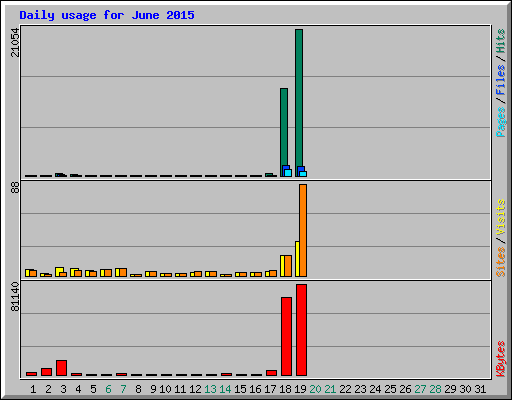 Daily usage for June 2015
21054
Pages / Files / Hits
88
Sites / Visits
81140
KBytes
1 2 3 4 5 6 7 8 9 10 11 12 13 14 15 16 17 18 19 20 21 22 23 24 25 26 27 28 29 30 31